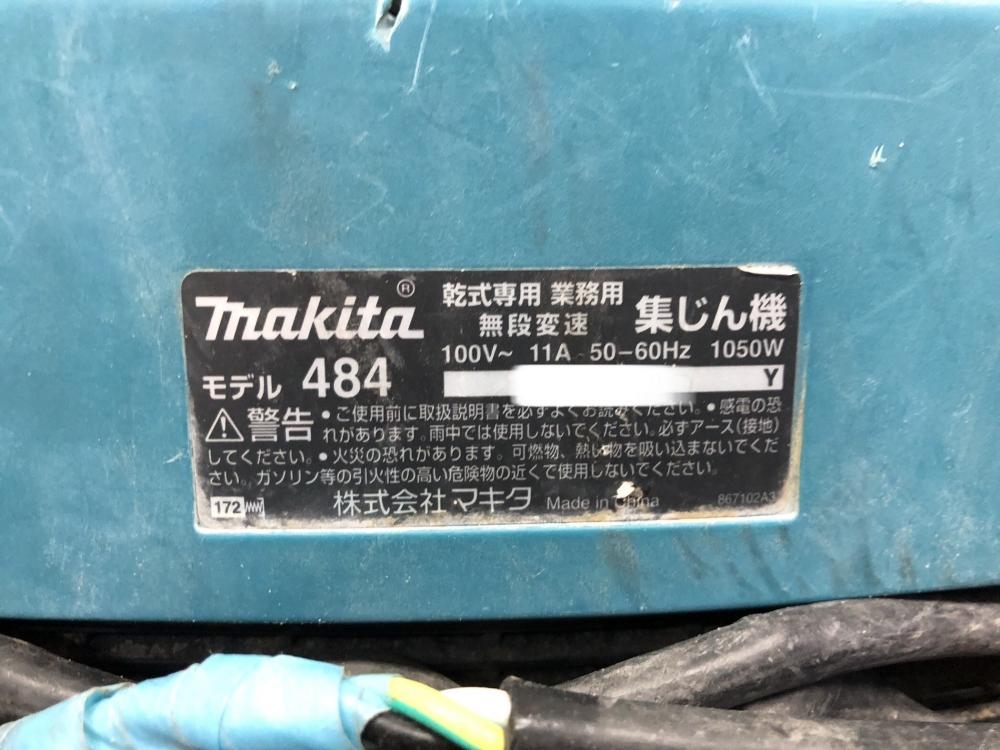 makita®
乾式専用 業務用
無段変速
集じん機
100V～ 11A 50－60Hz 1050W
モデル 484
Y
警告 ・ご使用前に取扱説明書を必ずよくお読みください。・感電の恐
れがあります。雨中では使用しないでください。必ずアース（接地）
してください。・火災の恐れがあります。可燃物、熱い物を吸い込まないでくだ
さい。ガソリン等の引火性の高い危険物の近くで使用しないでください。
172
株式会社マキタ Made in China 867102A3